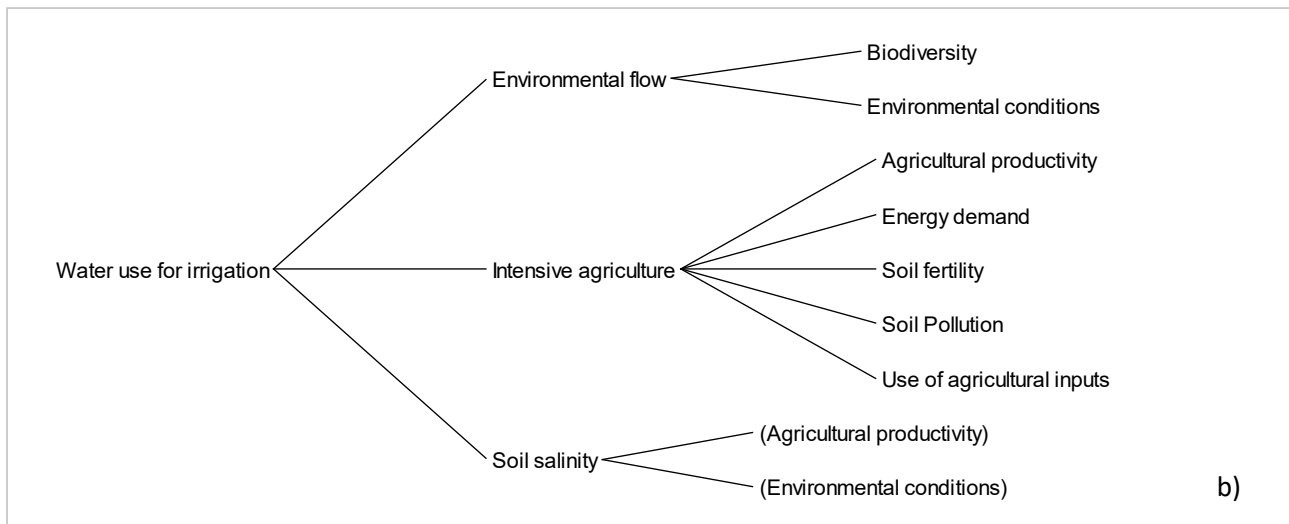 Biodiversity
Environmental flow
Environmental conditions
Agricultural productivity
Energy demand
Water use for irrigation
Intensive agriculture
Soil fertility
Soil Pollution
Use of agricultural inputs
(Agricultural productivity)
Soil salinity
(Environmental conditions)
b)